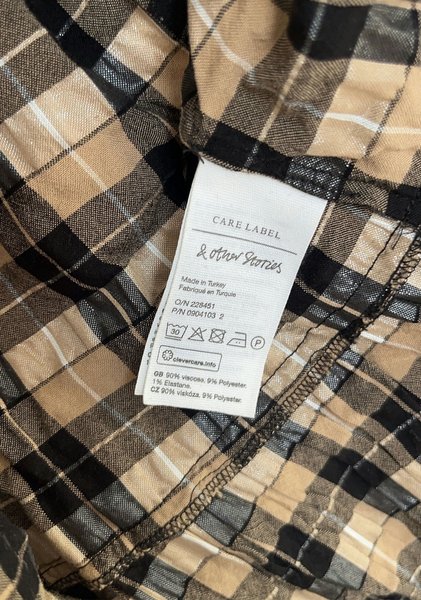 CARE LABEL
& other Stories
Made in Turkey
Fabriqué en Turquie
O/N 228451
P/N 0904103 2
30 P
clevercare.info
GB 90% viscose, 9% Polyester,
1% Elastane.
CZ 90% viskóza, 9% Polyester,